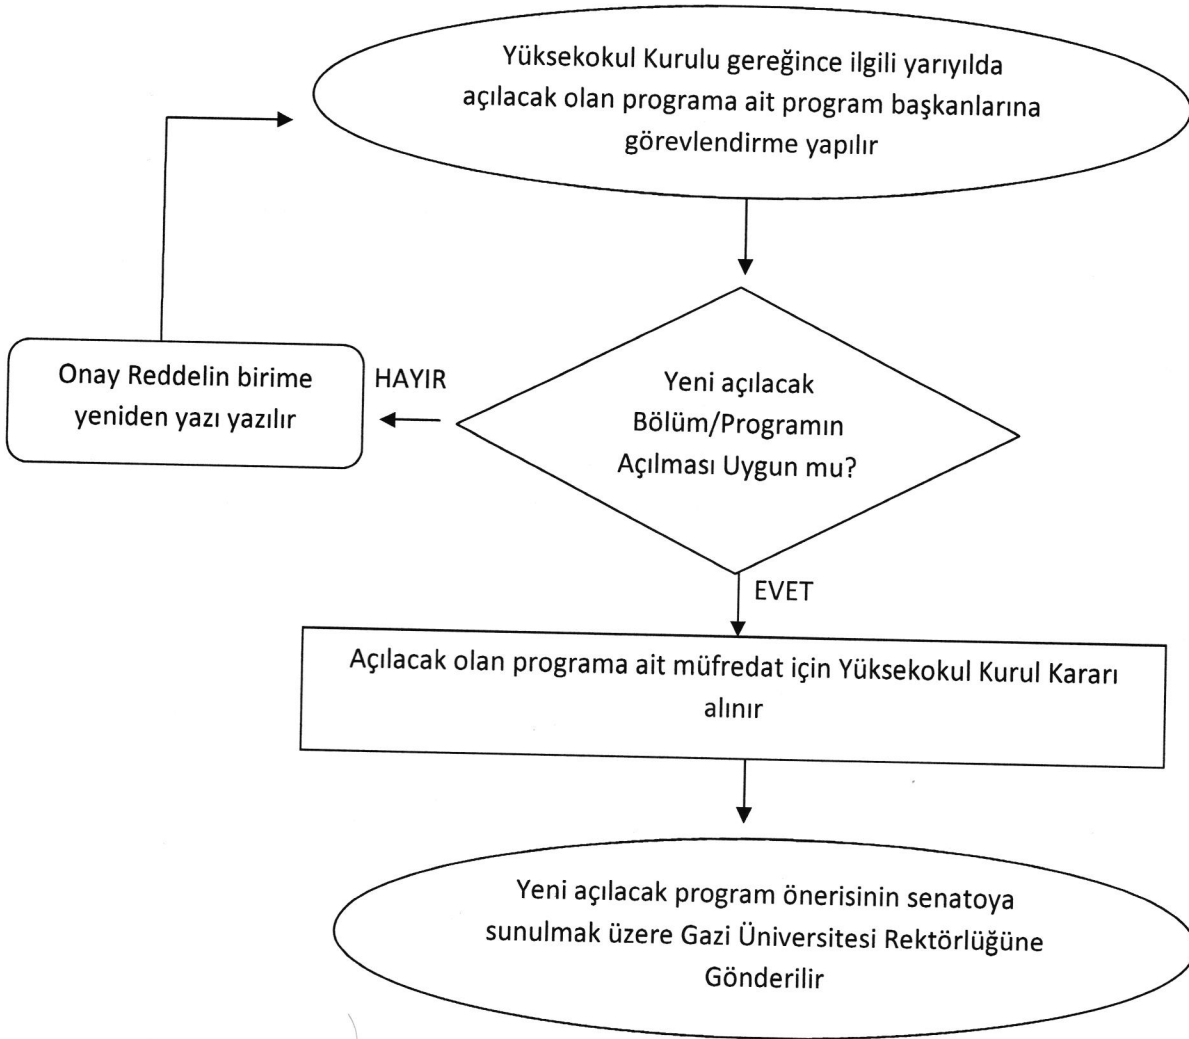 Yüksekokul Kurulu gereğince ilgili yarıyılda
açılacak olan programa ait program başkanlarına
görevlendirme yapılır
Onay Reddelin birime
yeniden yazı yazılır
HAYIR
Yeni açılacak
Bölüm/Programın
Açılması Uygun mu?
EVET
Açılacak olan programa ait müfredat için Yüksekokul Kurul Kararı
alınır
Yeni açılacak program önerisinin senatoya
sunulmak üzere Gazi Üniversitesi Rektörlüğüne
Gönderilir